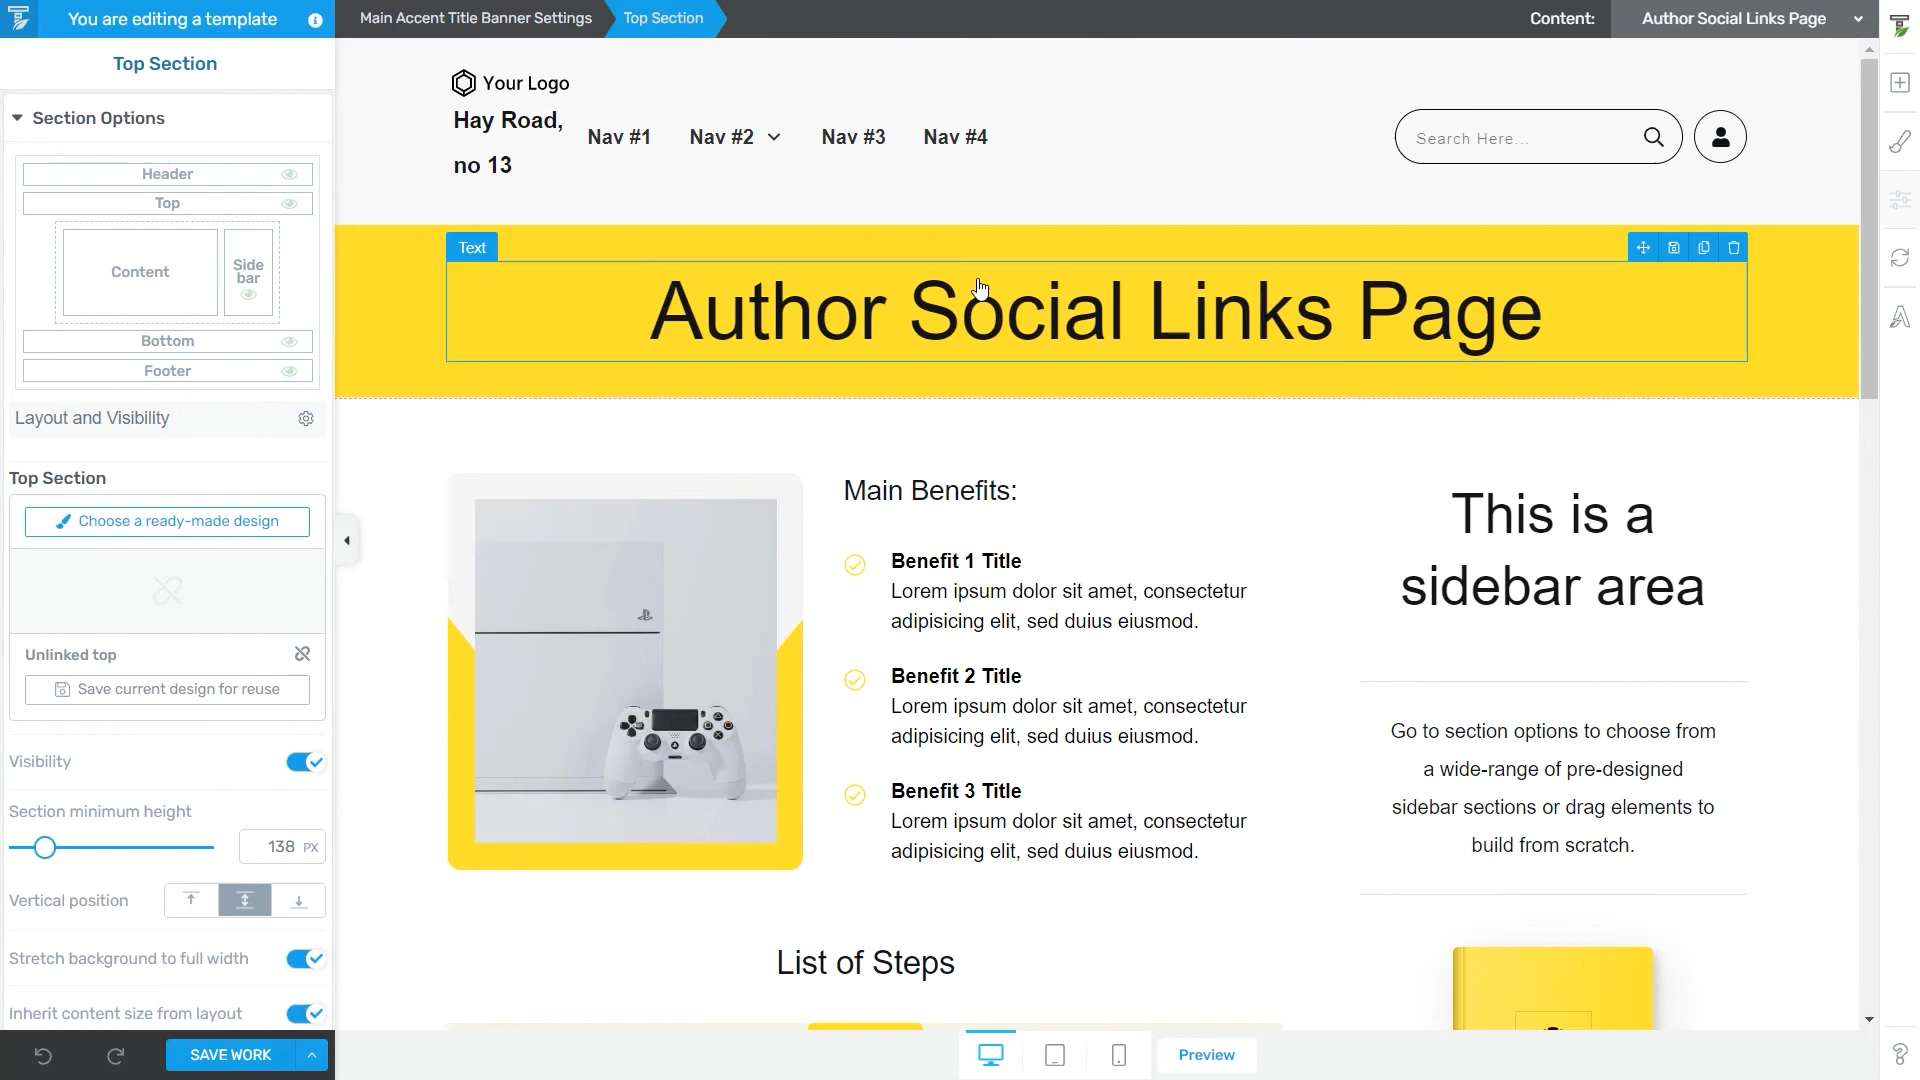 You are editing a template
Main Accent Title Banner Settings
Top Section
Content:
Author Social Links Page
Top Section
Section Options
Header
Top
Content
Side
bar
Bottom
Footer
Layout and Visibility
Top Section
Choose a ready-made design
Unlinked top
Save current design for reuse
Visibility
Section minimum height
138 PX
Vertical position
Stretch background to full width
Inherit content size from layout
SAVE WORK
Your Logo
Hay Road,
no 13
Nav #1
Nav #2
Nav #3
Nav #4
Search Here...
Text
Author Social Links Page
Main Benefits:
Benefit 1 Title
Lorem ipsum dolor sit amet, consectetur
adipisicing elit, sed duius eiusmod.
Benefit 2 Title
Lorem ipsum dolor sit amet, consectetur
adipisicing elit, sed duius eiusmod.
Benefit 3 Title
Lorem ipsum dolor sit amet, consectetur
adipisicing elit, sed duius eiusmod.
This is a
sidebar area
Go to section options to choose from
a wide-range of pre-designed
sidebar sections or drag elements to
build from scratch.
List of Steps
Preview